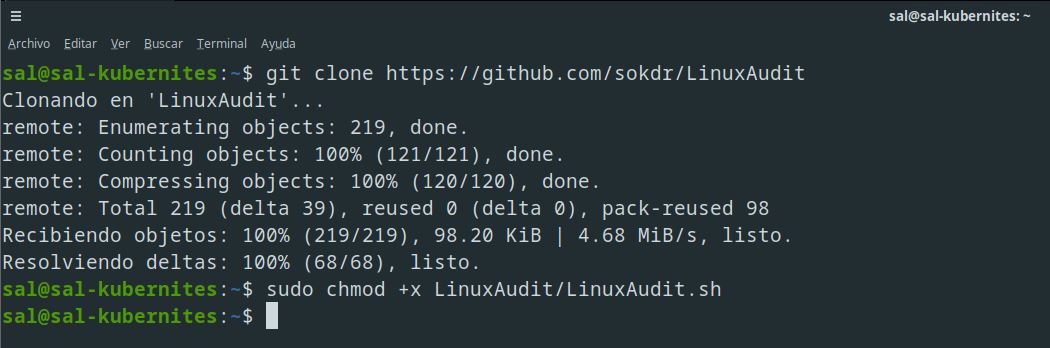 sal@sal-kubernites: ~
Archivo Editar Ver Buscar Terminal Ayuda
sal@sal-kubernites:~$ git clone https://github.com/sokdr/LinuxAudit
Clonando en 'LinuxAudit'...
remote: Enumerating objects: 219, done.
remote: Counting objects: 100% (121/121), done.
remote: Compressing objects: 100% (120/120), done.
remote: Total 219 (delta 39), reused 0 (delta 0), pack-reused 98
Recibiendo objetos: 100% (219/219), 98.20 KiB | 4.68 MiB/s, listo.
Resolviendo deltas: 100% (68/68), listo.
sal@sal-kubernites:~$ sudo chmod +x LinuxAudit/LinuxAudit.sh
sal@sal-kubernites:~$